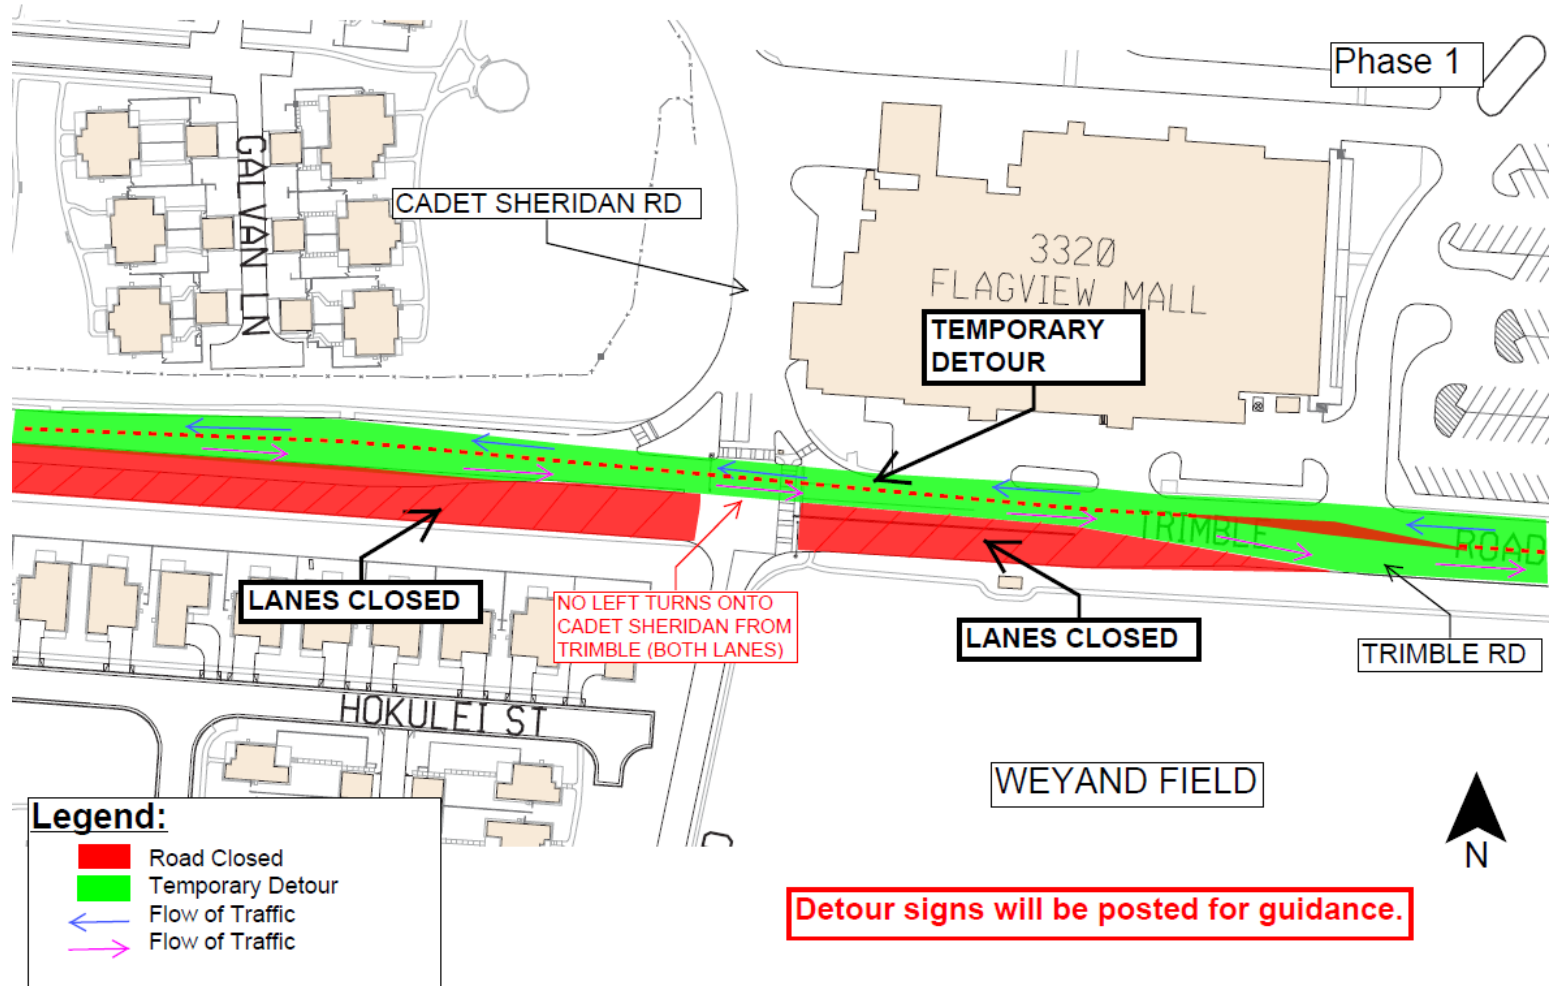 Phase 1
GALVAN LN
CADET SHERIDAN RD
3320
FLAGVIEW MALL
TEMPORARY
DETOUR
TRIMBLE ROAD
LANES CLOSED
NO LEFT TURNS ONTO
CADET SHERIDAN FROM
TRIMBLE (BOTH LANES)
LANES CLOSED
TRIMBLE RD
HOKULEI ST
WEYAND FIELD
N
Legend:
Road Closed
Temporary Detour
Flow of Traffic
Flow of Traffic
Detour signs will be posted for guidance.